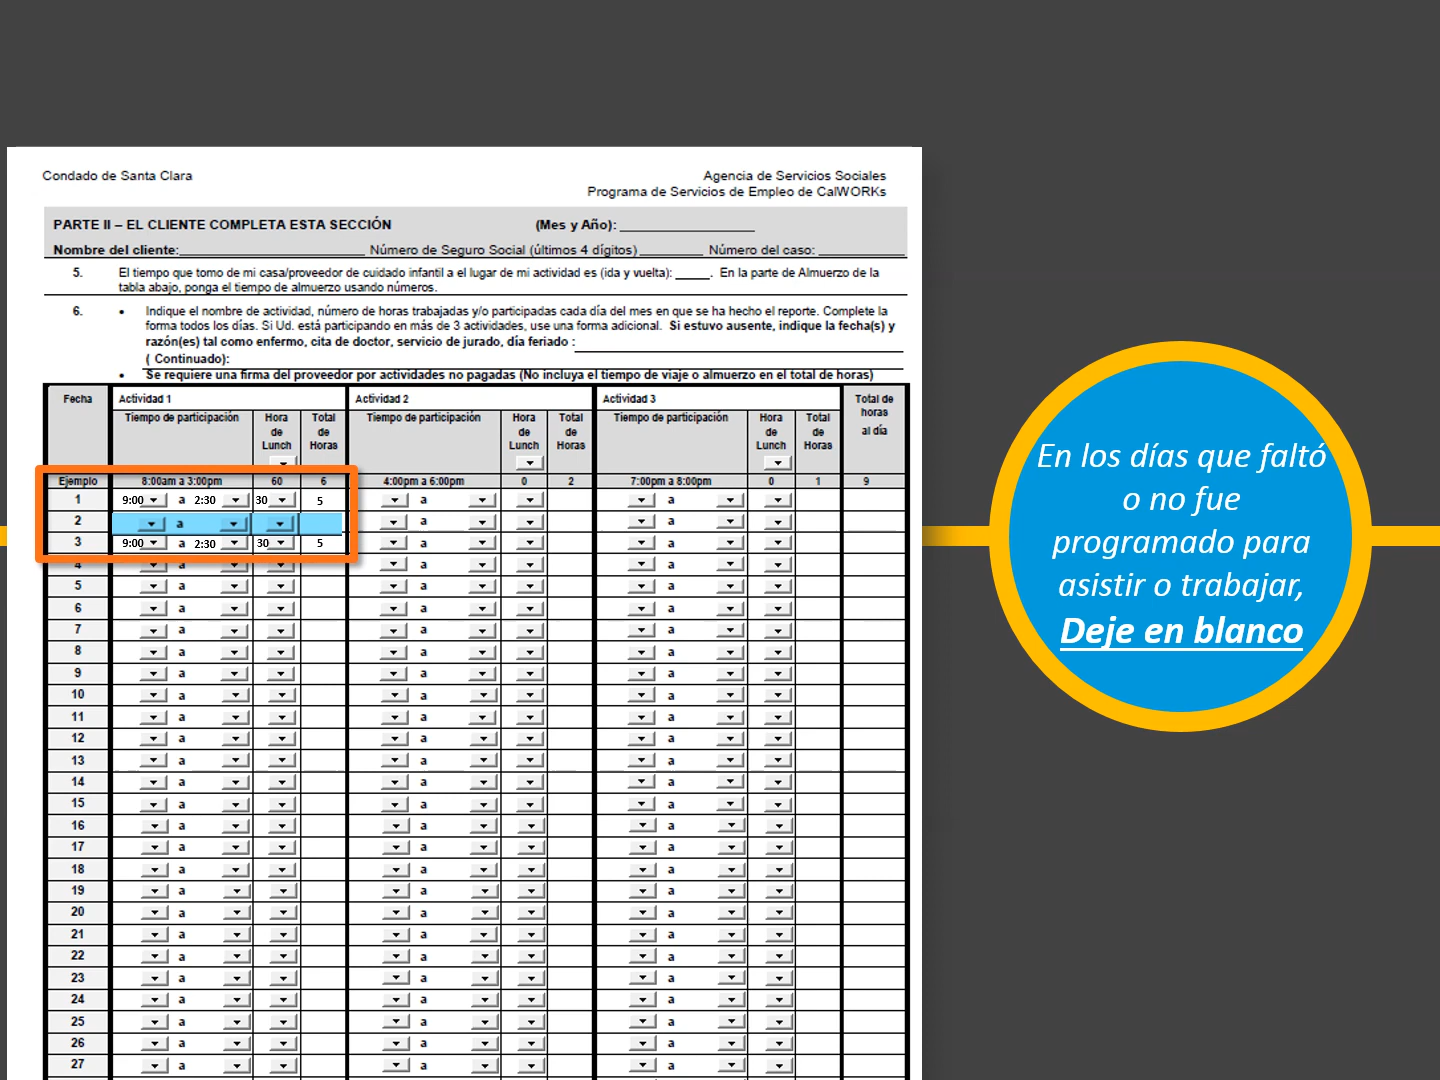 Condado de Santa Clara
Agencia de Servicios Sociales
Programa de Servicios de Empleo de CalWORKs
PARTE II – EL CLIENTE COMPLETA ESTA SECCIÓN (Mes y Año):
Nombre del cliente: Número de Seguro Social (últimos 4 dígitos) Número del caso:
5. El tiempo que tomo de mi casa/proveedor de cuidado infantil a el lugar de mi actividad es (ida y vuelta): . En la parte de Almuerzo de la
tabla abajo, ponga el tiempo de almuerzo usando números.
6. • Indique el nombre de actividad, número de horas trabajadas y/o participadas cada día del mes en que se ha hecho el reporte. Complete la
forma todos los días. Si Ud. está participando en más de 3 actividades, use una forma adicional. Si estuvo ausente, indique la fecha(s) y
razón(es) tal como enfermo, cita de doctor, servicio de jurado, día feriado :
( Continuado):
• Se requiere una firma del proveedor por actividades no pagadas (No incluya el tiempo de viaje o almuerzo en el total de horas)
Fecha Actividad 1 Actividad 2 Actividad 3 Total de horas al día
Tiempo de participación Hora de Lunch Total de Horas Tiempo de participación Hora de Lunch Total de Horas Tiempo de participación Hora de Lunch Total de Horas
Ejemplo 8:00am a 3:00pm 60 6 4:00pm a 6:00pm 0 2 7:00pm a 8:00pm 0 1 9
1 9:00 a 2:30 30 5 a a
2 a a a
3 9:00 a 2:30 30 5 a a
4 a a a
5 a a a
6 a a a
7 a a a
8 a a a
9 a a a
10 a a a
11 a a a
12 a a a
13 a a a
14 a a a
15 a a a
16 a a a
17 a a a
18 a a a
19 a a a
20 a a a
21 a a a
22 a a a
23 a a a
24 a a a
25 a a a
26 a a a
27 a a a
En los días que faltó
o no fue
programado para
asistir o trabajar,
Deje en blanco